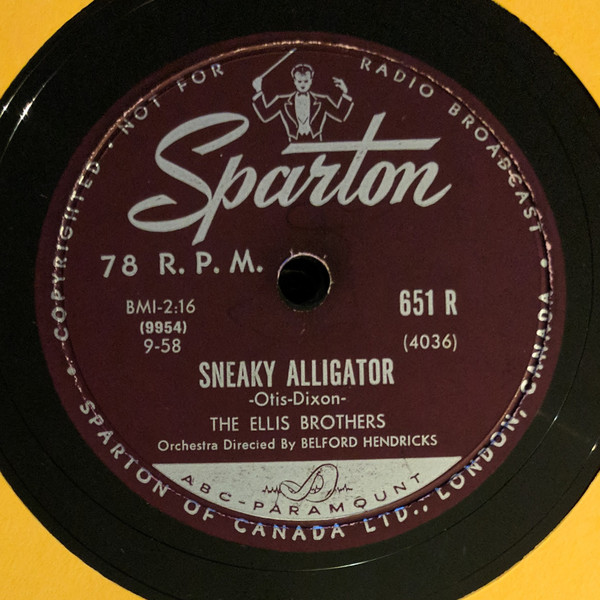 COPYRIGHTED • NOT FOR RADIO BROADCAST •
Sparton
78 R.P.M.
BMI-2:16
(9954)
9-58
651 R
(4036)
SNEAKY ALLIGATOR
-Otis-Dixon-
THE ELLIS BROTHERS
Orchestra Direcied By BELFORD HENDRICKS
ABC-PARAMOUNT
• SPARTON OF CANADA LTD., LONDON, CANADA •